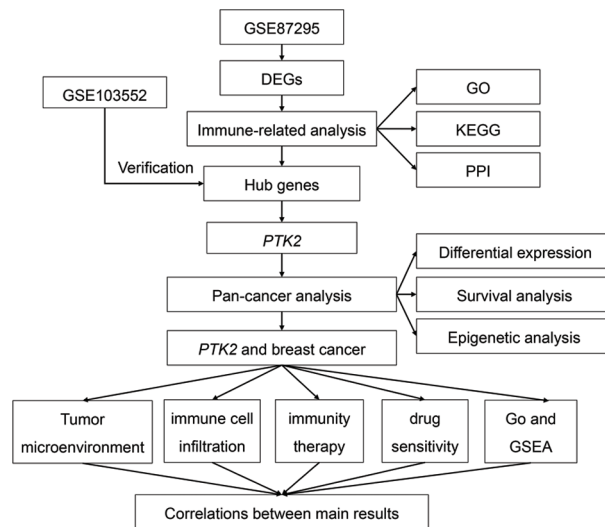 GSE87295
DEGs
GSE103552
GO
Immune-related analysis
KEGG
Verification
PPI
Hub genes
PTK2
Differential expression
Pan-cancer analysis
Survival analysis
Epigenetic analysis
PTK2 and breast cancer
Tumor
microenvironment
immune cell
infiltration
immunity
therapy
drug
sensitivity
Go and
GSEA
Correlations between main results